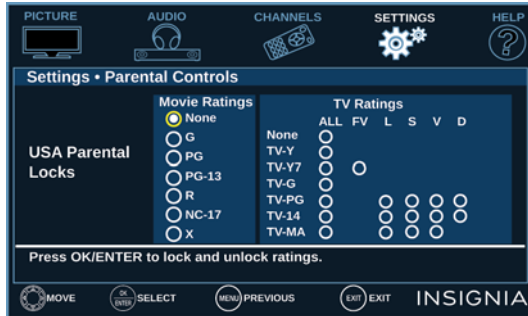 PICTURE AUDIO CHANNELS SETTINGS HELP
?
Settings • Parental Controls
USA Parental
Locks
Movie Ratings
None
G
PG
PG-13
R
NC-17
X
TV Ratings
ALL FV L S V D
None
TV-Y
TV-Y7
TV-G
TV-PG
TV-14
TV-MA
Press OK/ENTER to lock and unlock ratings.
MOVE OK ENTER SELECT MENU PREVIOUS EXIT EXIT INSIGNIA